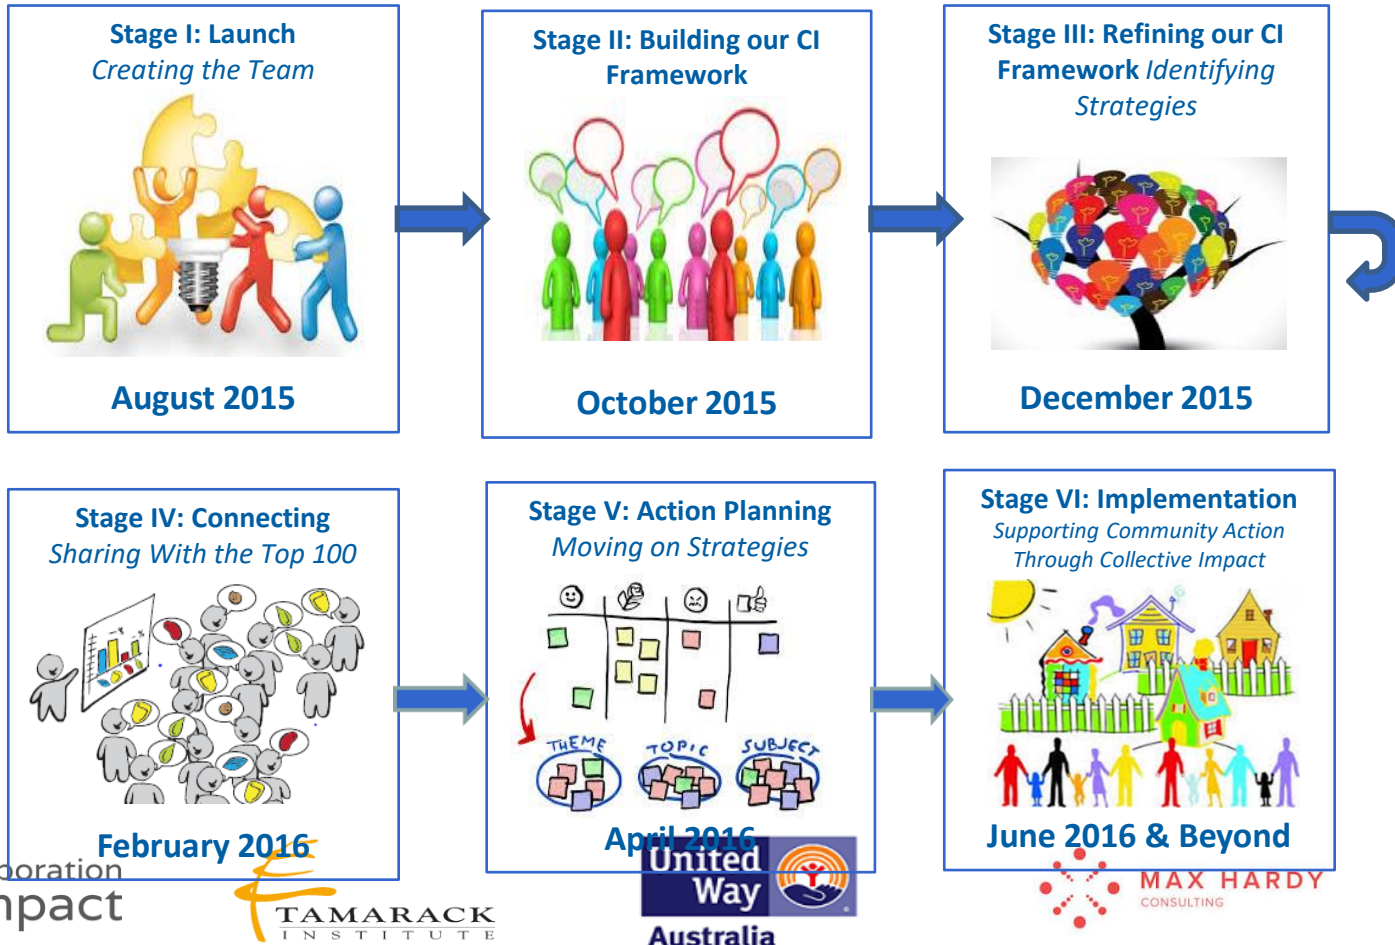 Stage I: Launch
Creating the Team
August 2015
Stage II: Building our CI
Framework
October 2015
Stage III: Refining our CI
Framework Identifying
Strategies
December 2015
Stage IV: Connecting
Sharing With the Top 100
February 2016
Stage V: Action Planning
Moving on Strategies
THEME
TOPIC
SUBJECT
April 2016
Stage VI: Implementation
Supporting Community Action
Through Collective Impact
June 2016 & Beyond
boration
mpact
TAMARACK
INSTITUTE
United
Way
Australia
MAX HARDY
CONSULTING